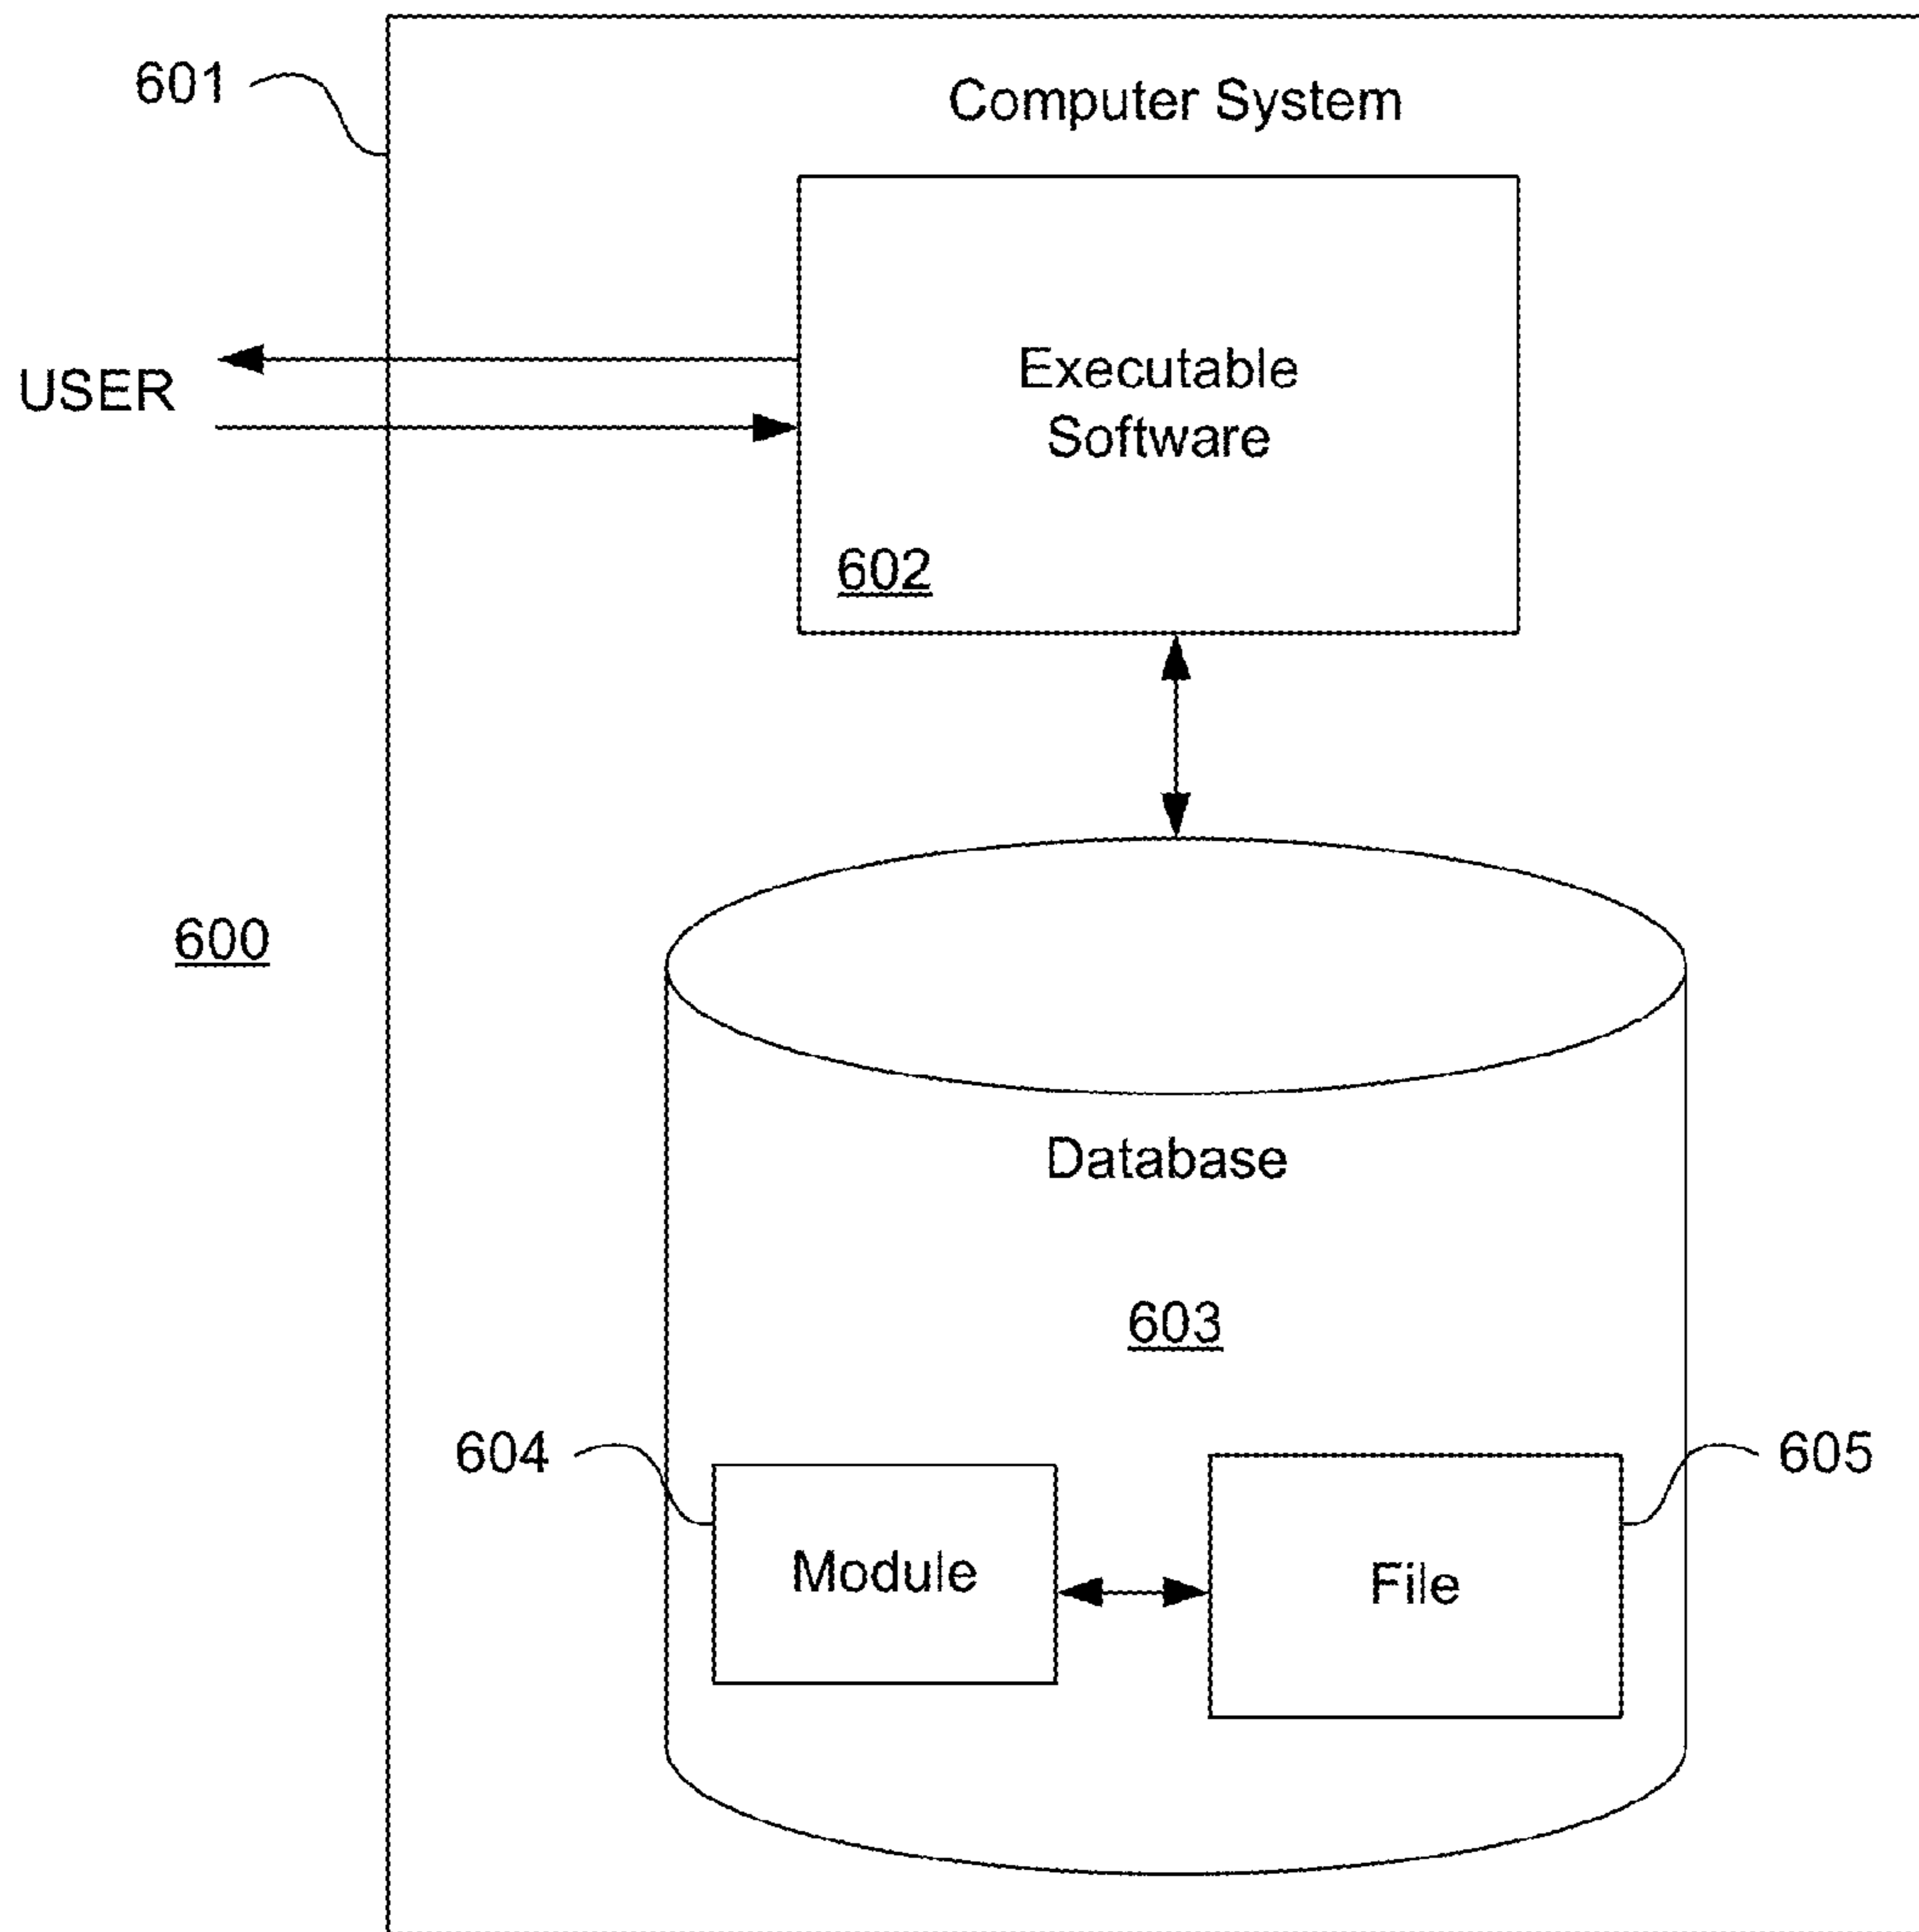 601
Computer System
USER
Executable
Software
602
600
Database
603
604
605
Module
File